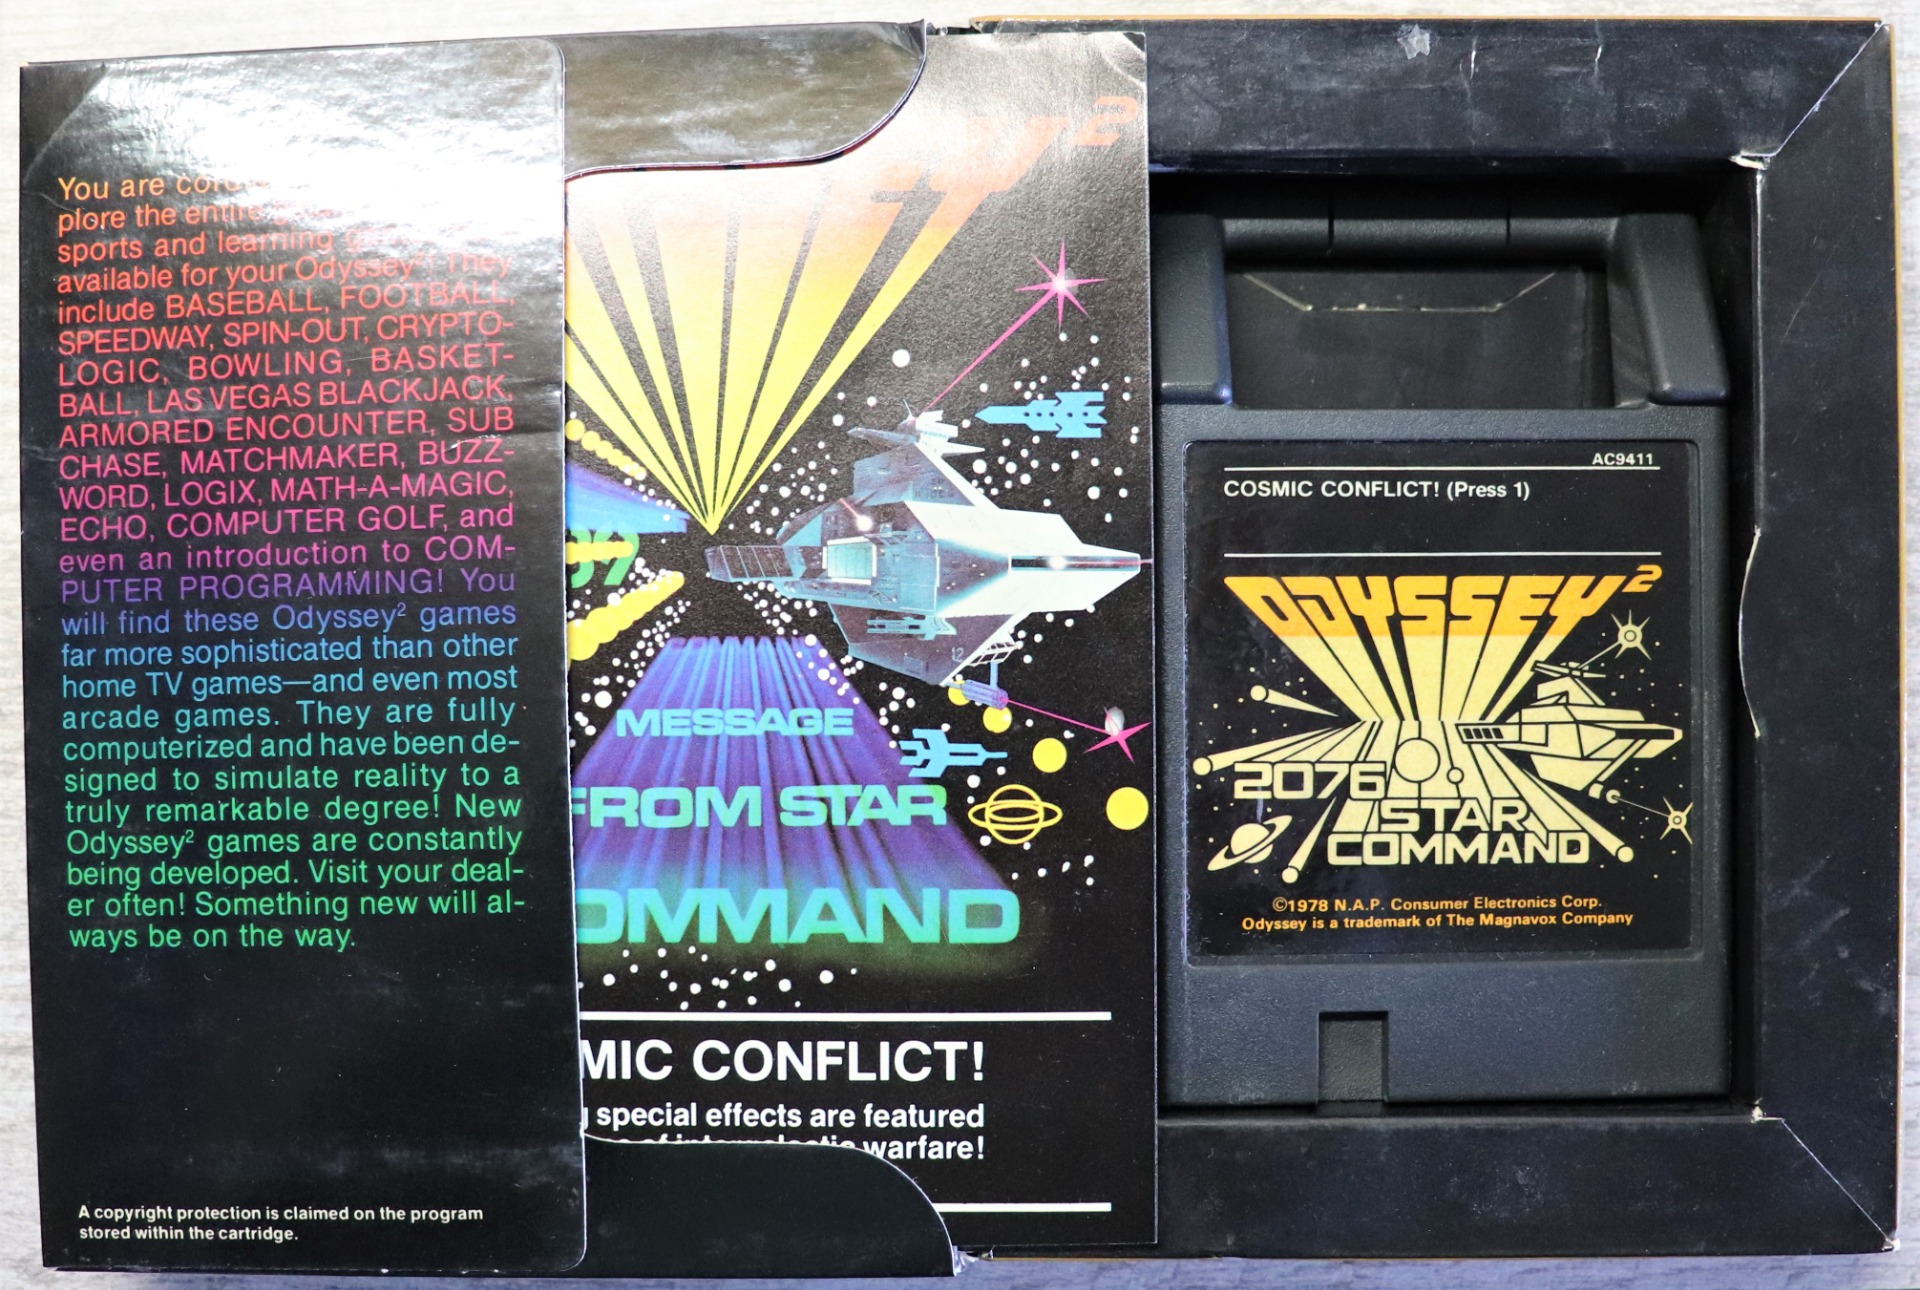 You are
plore the entire
sports and learning
available for your Odyssey²! They
include BASEBALL, FOOTBALL,
SPEEDWAY, SPIN-OUT, CRYPTO-
LOGIC, BOWLING, BASKET-
BALL, LAS VEGAS BLACKJACK,
ARMORED ENCOUNTER, SUB
CHASE, MATCHMAKER, BUZZ-
WORD, LOGIX, MATH-A-MAGIC,
ECHO, COMPUTER GOLF, and
even an introduction to COM-
PUTER PROGRAMMING! You
will find these Odyssey² games
far more sophisticated than other
home TV games—and even most
arcade games. They are fully
computerized and have been de-
signed to simulate reality to a
truly remarkable degree! New
Odyssey² games are constantly
being developed. Visit your deal-
er often! Something new will al-
ways be on the way.
A copyright protection is claimed on the program
stored within the cartridge.
EY²
MESSAGE
FROM STAR
OMMAND
MIC CONFLICT!
special effects are featured
warfare!
AC9411
COSMIC CONFLICT! (Press 1)
ODYSSEY²
2076
STAR
COMMAND
©1978 N.A.P. Consumer Electronics Corp.
Odyssey is a trademark of The Magnavox Company